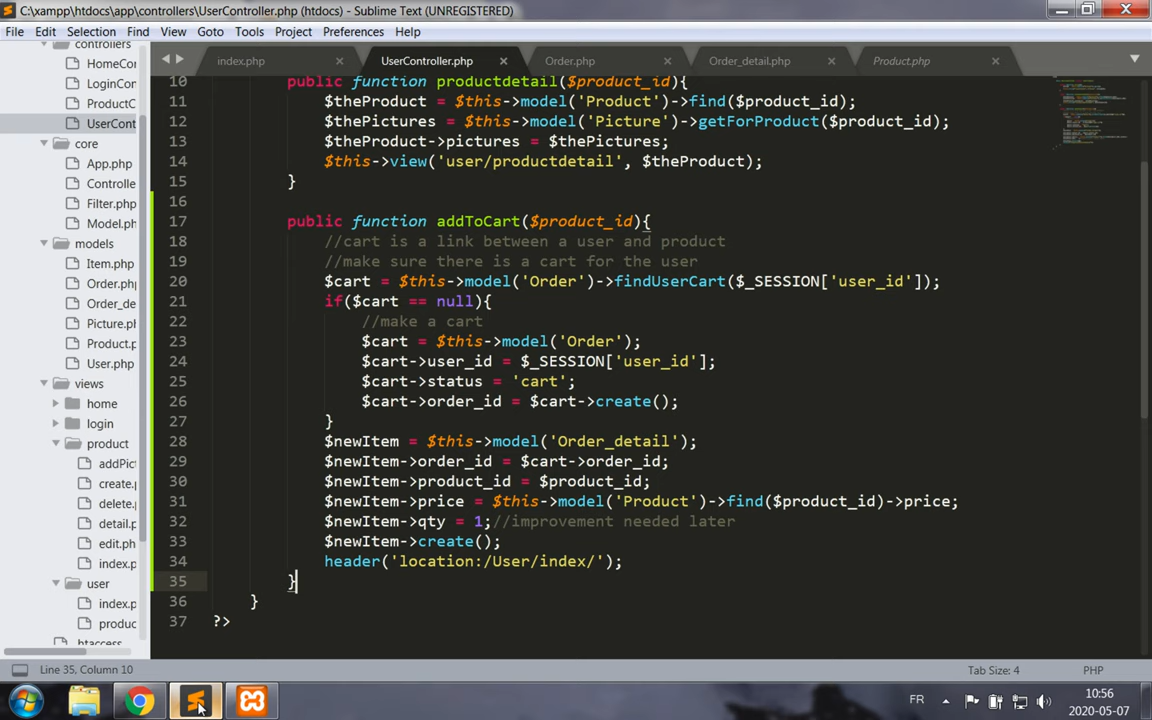 C:\xampp\htdocs\app\controllers\UserController.php (htdocs) - Sublime Text (UNREGISTERED)
File Edit Selection Find View Goto Tools Project Preferences Help
index.php UserController.php Order.php Order_detail.php Product.php
controllers
HomeCo
LoginCon
ProductC
UserCont
core
App.php
Controlle
Filter.php
Model.ph
models
Item.php
Order.ph
Order_de
Picture.pl
Product.p
User.php
views
home
login
product
addPict
create.p
delete.p
detail.p
edit.ph
index.p
user
index.p
produc
htaccess
10 public function productdetail($product_id){
11 $theProduct = $this->model('Product')->find($product_id);
12 $thePictures = $this->model('Picture')->getForProduct($product_id);
13 $theProduct->pictures = $thePictures;
14 $this->view('user/productdetail', $theProduct);
15 }
16
17 public function addToCart($product_id){
18 //cart is a link between a user and product
19 //make sure there is a cart for the user
20 $cart = $this->model('Order')->findUserCart($_SESSION['user_id']);
21 if($cart == null){
22 //make a cart
23 $cart = $this->model('Order');
24 $cart->user_id = $_SESSION['user_id'];
25 $cart->status = 'cart';
26 $cart->order_id = $cart->create();
27 }
28 $newItem = $this->model('Order_detail');
29 $newItem->order_id = $cart->order_id;
30 $newItem->product_id = $product_id;
31 $newItem->price = $this->model('Product')->find($product_id)->price;
32 $newItem->qty = 1;//improvement needed later
33 $newItem->create();
34 header('location:/User/index/');
35 }
36 }
37 ?>
Line 35, Column 10 Tab Size: 4 PHP
FR 10:56
2020-05-07